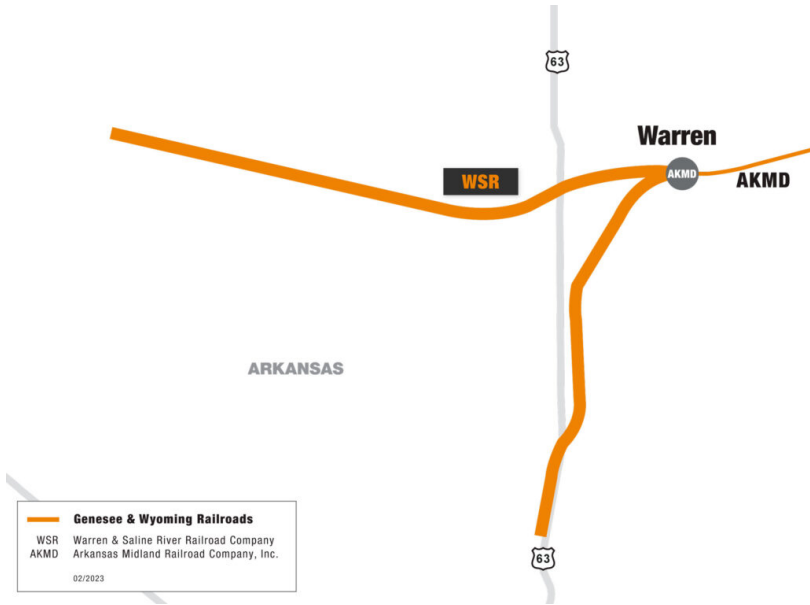 63
Warren
WSR
AKMD
AKMD
ARKANSAS
Genesee & Wyoming Railroads
WSR Warren & Saline River Railroad Company
AKMD Arkansas Midland Railroad Company, Inc.
02/2023
63